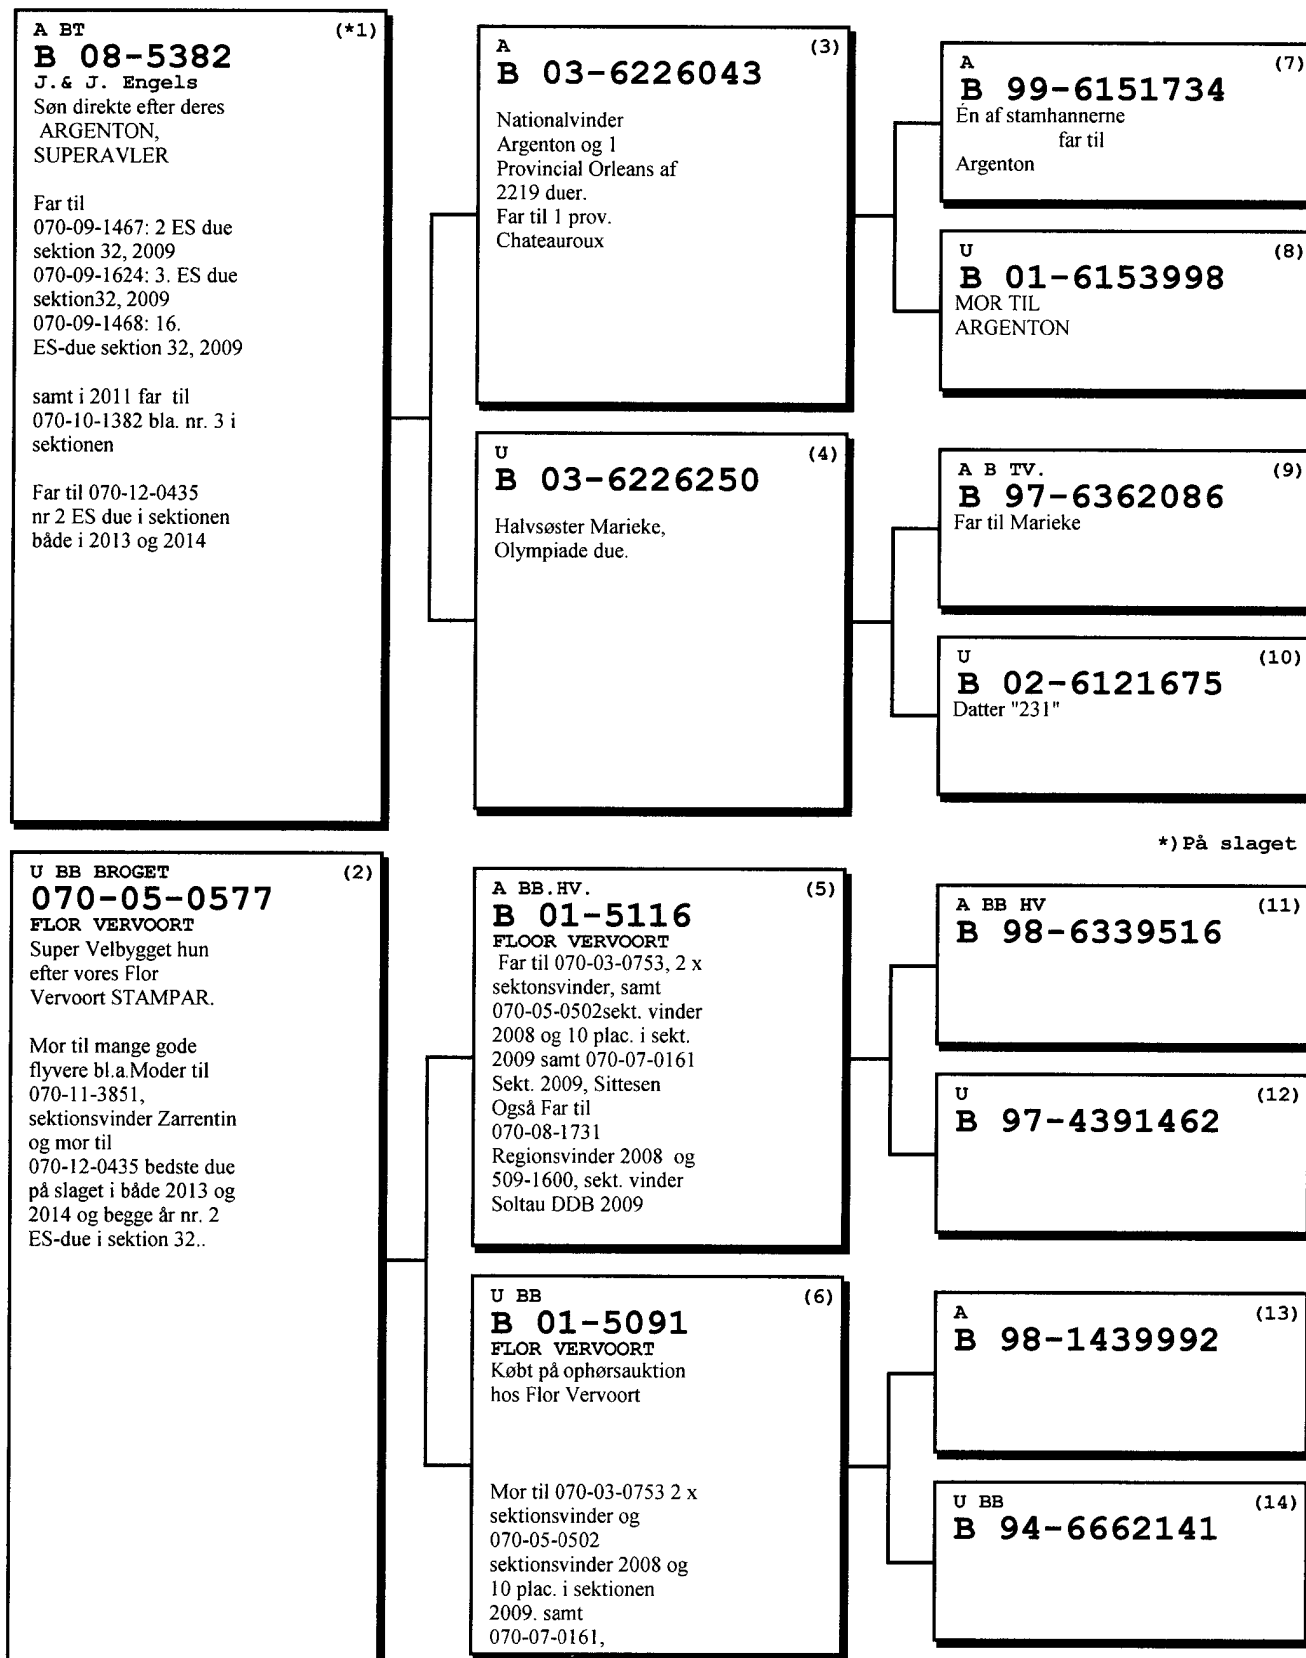 A BT (*1)
B 08-5382
J.& J. Engels
Søn direkte efter deres
ARGENTON,
SUPERAVLER
Far til
070-09-1467: 2 ES due
sektion 32, 2009
070-09-1624: 3. ES due
sektion32, 2009
070-09-1468: 16.
ES-due sektion 32, 2009
samt i 2011 far til
070-10-1382 bla. nr. 3 i
sektionen
Far til 070-12-0435
nr 2 ES due i sektionen
både i 2013 og 2014
U BB BROGET (2)
070-05-0577
FLOR VERVOORT
Super Velbygget hun
efter vores Flor
Vervoort STAMPAR.
Mor til mange gode
flyvere bl.a.Moder til
070-11-3851,
sektionsvinder Zarrentin
og mor til
070-12-0435 bedste due
på slaget i både 2013 og
2014 og begge år nr. 2
ES-due i sektion 32..
A (3)
B 03-6226043
Nationalvinder
Argenton og 1
Provincial Orleans af
2219 duer.
Far til 1 prov.
Chateauroux
U (4)
B 03-6226250
Halvsøster Marieke,
Olympiade due.
A BB.HV. (5)
B 01-5116
FLOOR VERVOORT
Far til 070-03-0753, 2 x
sektonsvinder, samt
070-05-0502sekt. vinder
2008 og 10 plac. i sekt.
2009 samt 070-07-0161
Sekt. 2009, Sittesen
Også Far til
070-08-1731
Regionsvinder 2008 og
509-1600, sekt. vinder
Soltau DDB 2009
U BB (6)
B 01-5091
FLOR VERVOORT
Købt på ophørsauktion
hos Flor Vervoort
Mor til 070-03-0753 2 x
sektionsvinder og
070-05-0502
sektionsvinder 2008 og
10 plac. i sektionen
2009. samt
070-07-0161,
A (7)
B 99-6151734
Én af stamhannerne
far til
Argenton
U (8)
B 01-6153998
MOR TIL
ARGENTON
A B TV. (9)
B 97-6362086
Far til Marieke
U (10)
B 02-6121675
Datter "231"
*)På slaget
A BB HV (11)
B 98-6339516
U (12)
B 97-4391462
A (13)
B 98-1439992
U BB (14)
B 94-6662141